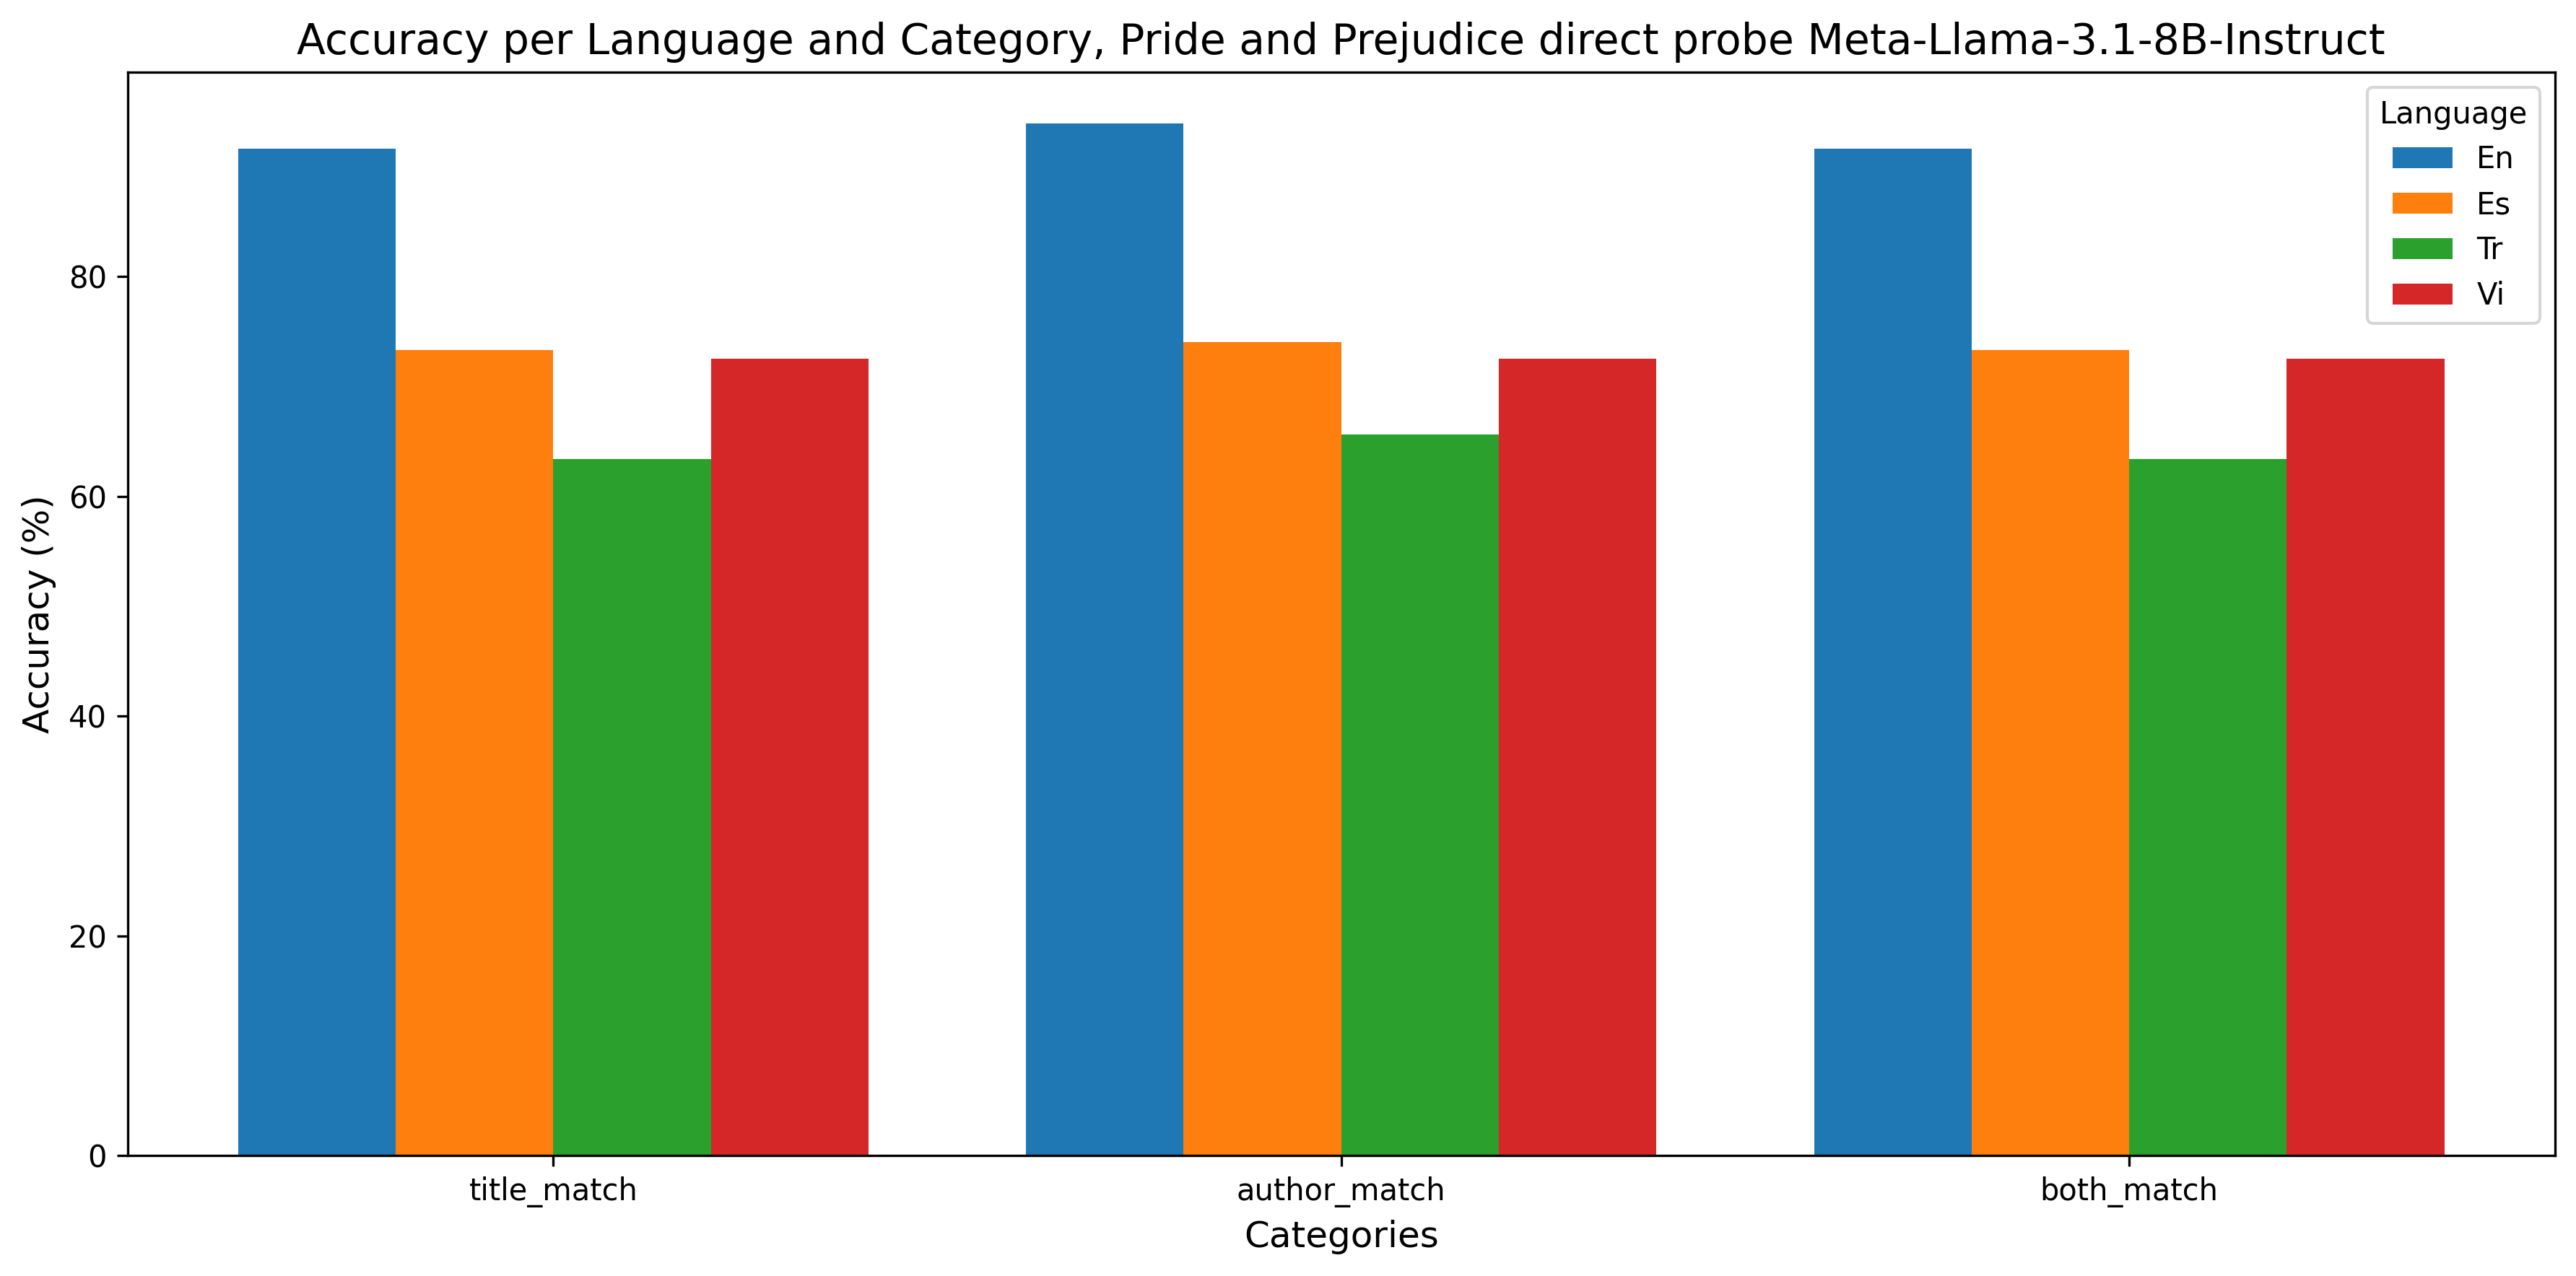 Accuracy per Language and Category, Pride and Prejudice direct probe Meta-Llama-3.1-8B-Instruct
Language
En
Es
Tr
Vi
Accuracy (%)
80
60
40
20
0
title_match
author_match
both_match
Categories